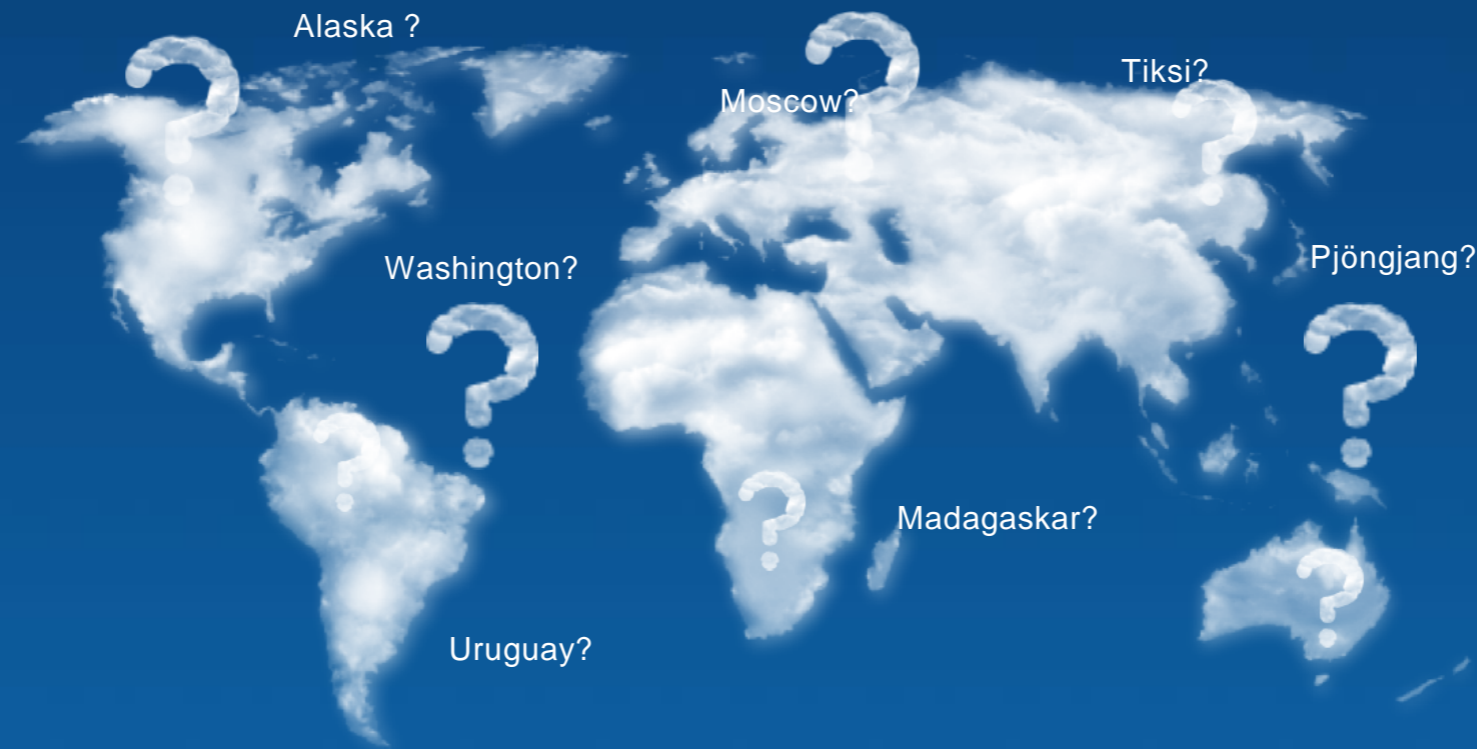 Alaska ?
Tiksi?
Moscow?
Washington?
Pjöngjang?
Madagaskar?
Uruguay?